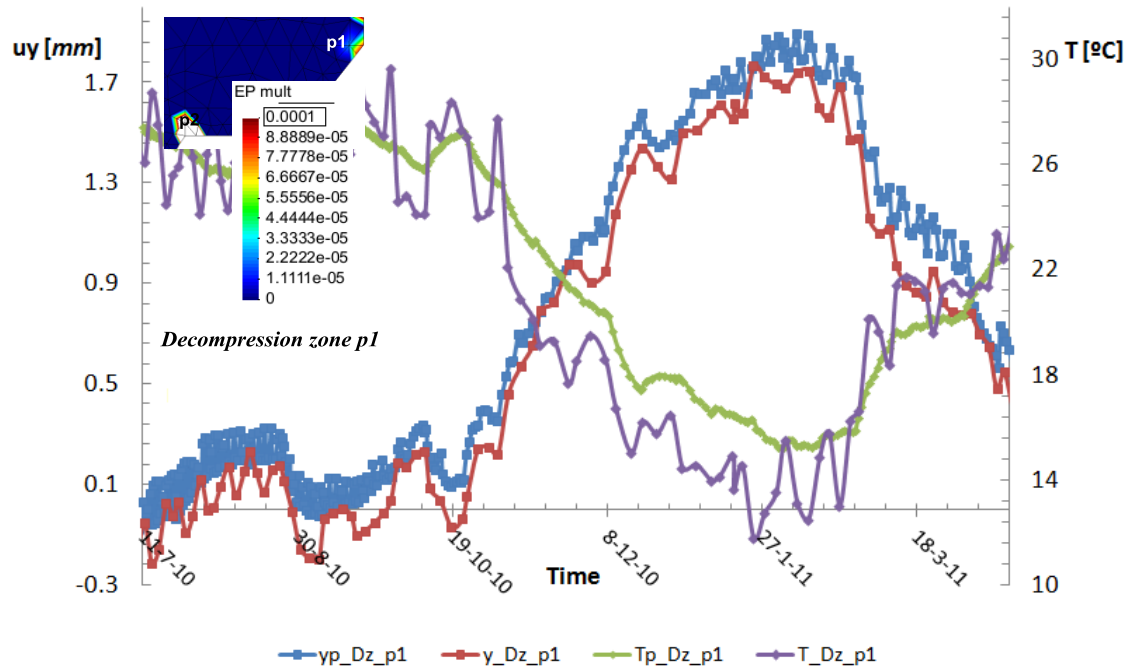 uy [mm]
T [ºC]
1.7
1.3
0.9
0.5
0.1
-0.3
30
26
22
18
14
10
p1
p2
EP mult
0.0001
8.8889e-05
7.7778e-05
6.6667e-05
5.5556e-05
4.4444e-05
3.3333e-05
2.2222e-05
1.1111e-05
0
Decompression zone p1
11-7-10
30-8-10
19-10-10
8-12-10
27-1-11
18-3-11
Time
yp_Dz_p1
y_Dz_p1
Tp_Dz_p1
T_Dz_p1